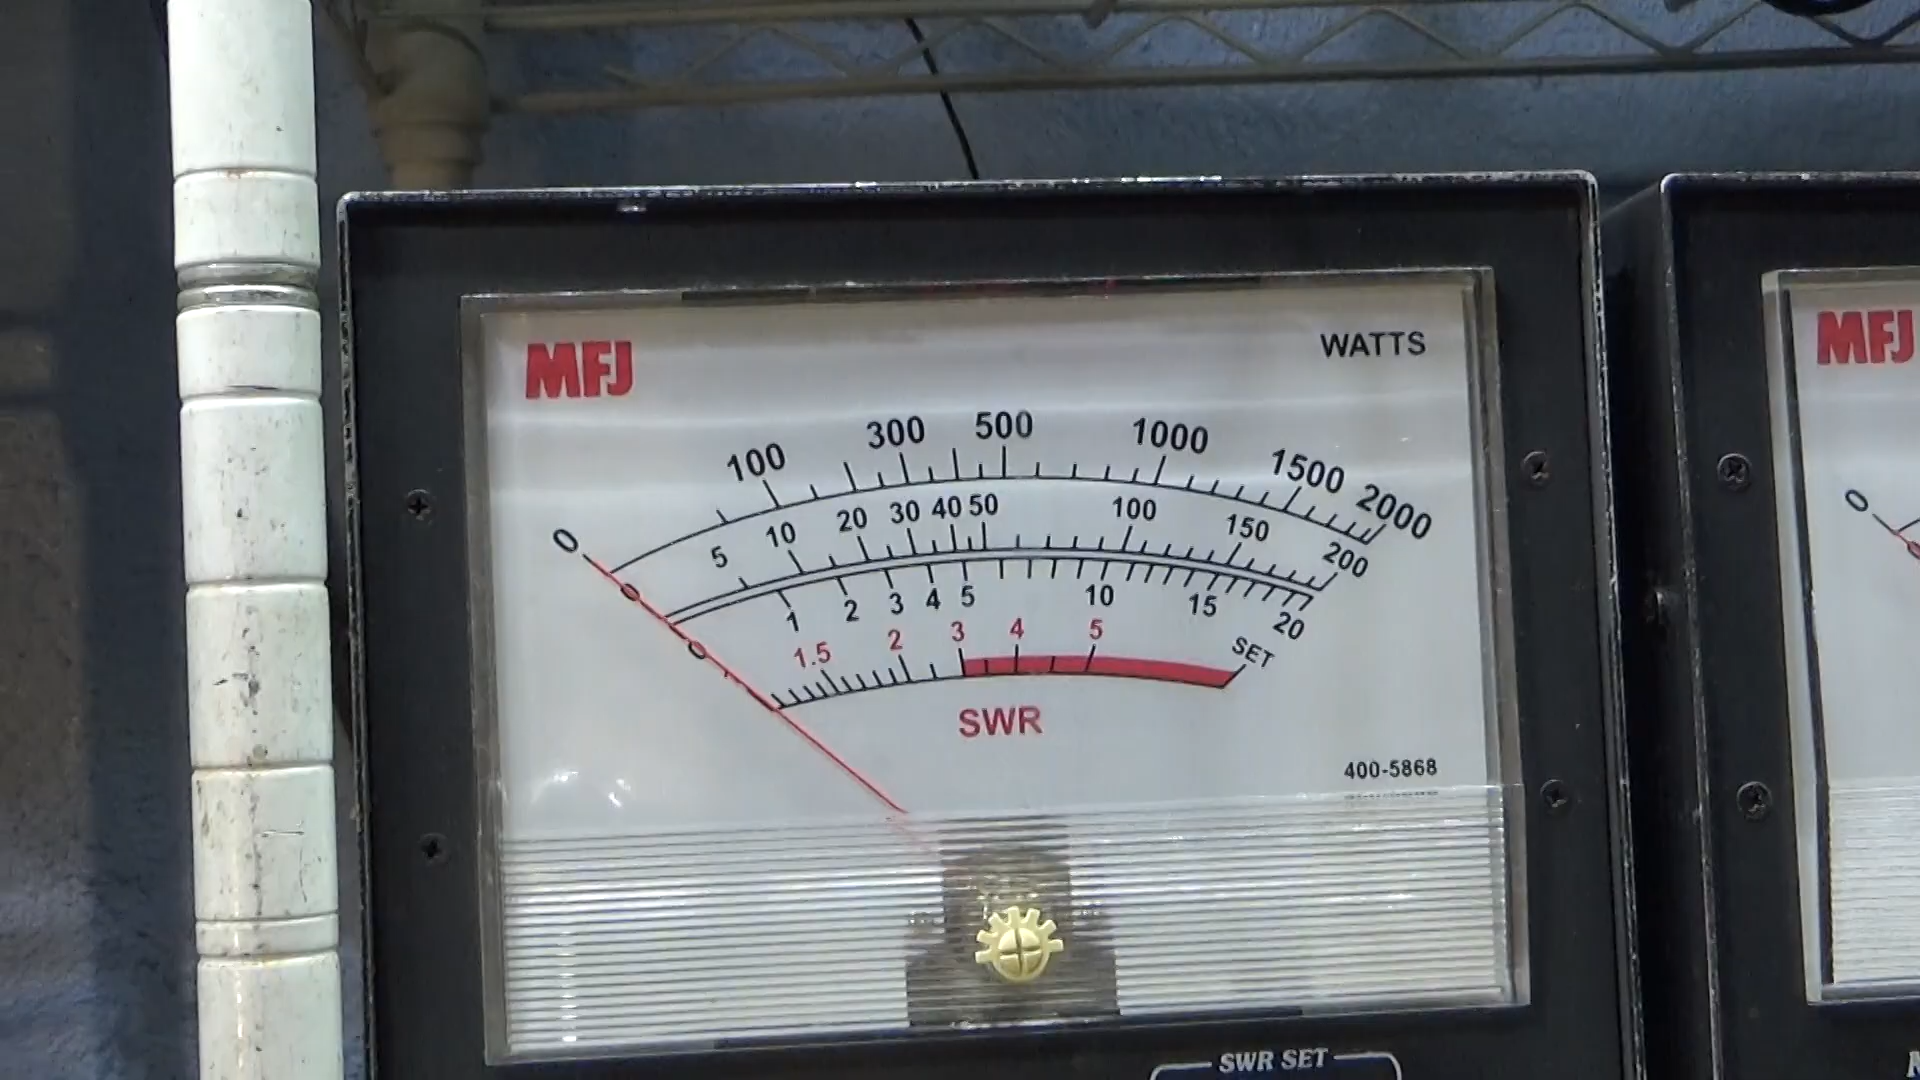 MFJ
WATTS
0 100 300 500 1000 1500 2000
0 5 10 20 30 40 50 100 150 200
0 1 2 3 4 5 10 15 20
1.5 2 3 4 5 SET
SWR
400-5868
SWR SET
MFJ
0